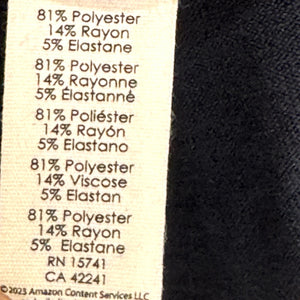 81% Polyester
14% Rayon
5% Elastane
81% Polyester
14% Rayonne
5% Élastanne
81% Poliéster
14% Rayón
5% Elastano
81% Polyester
14% Viscose
5% Elastan
81% Polyester
14% Rayon
5% Elastane
RN 15741
CA 42241
©2023 Amazon Content Services LLC